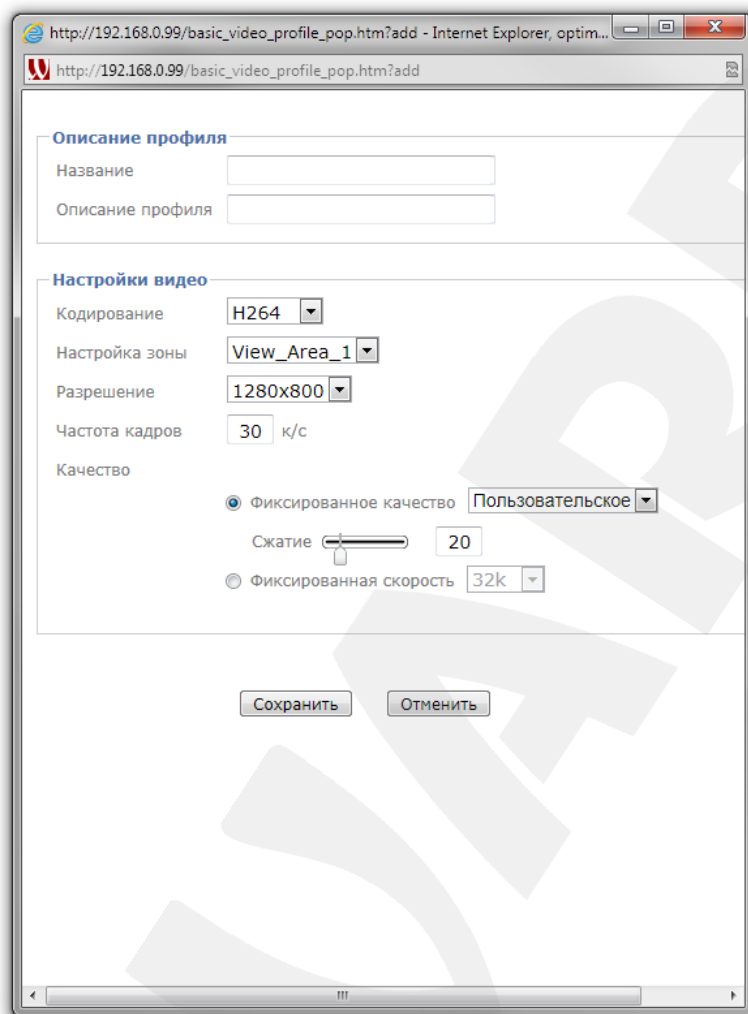 http://192.168.0.99/basic_video_profile_pop.htm?add - Internet Explorer, optim...
http://192.168.0.99/basic_video_profile_pop.htm?add
Описание профиля
Название
Описание профиля
Настройки видео
Кодирование H264
Настройка зоны View_Area_1
Разрешение 1280x800
Частота кадров 30 к/с
Качество
Фиксированное качество Пользовательское
Сжатие 20
Фиксированная скорость 32k
Сохранить Отменить